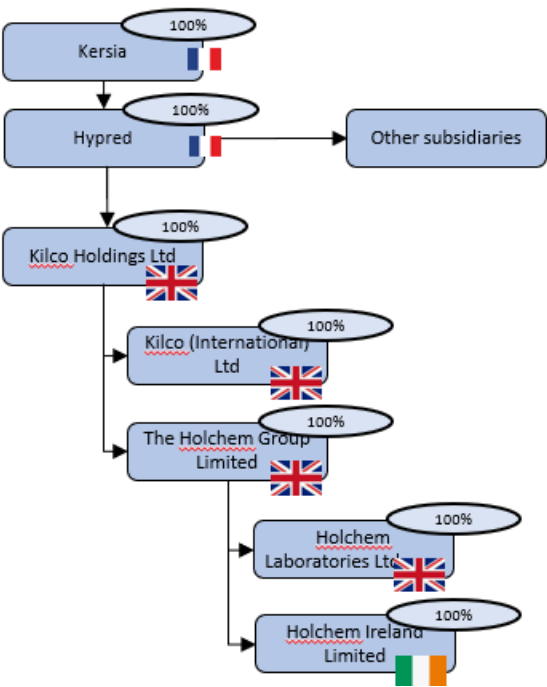 100%
Kersia
100%
Hypred
Other subsidiaries
100%
Kilco Holdings Ltd
100%
Kilco (International)
Ltd
100%
The Holchem Group
Limited
100%
Holchem
Laboratories Ltd
100%
Holchem Ireland
Limited